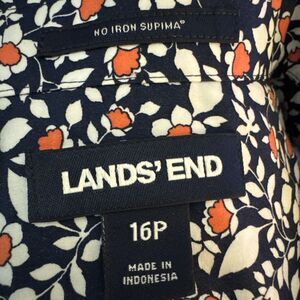 NO IRON SUPIMA®
LANDS' END
16P
MADE IN
INDONESIA